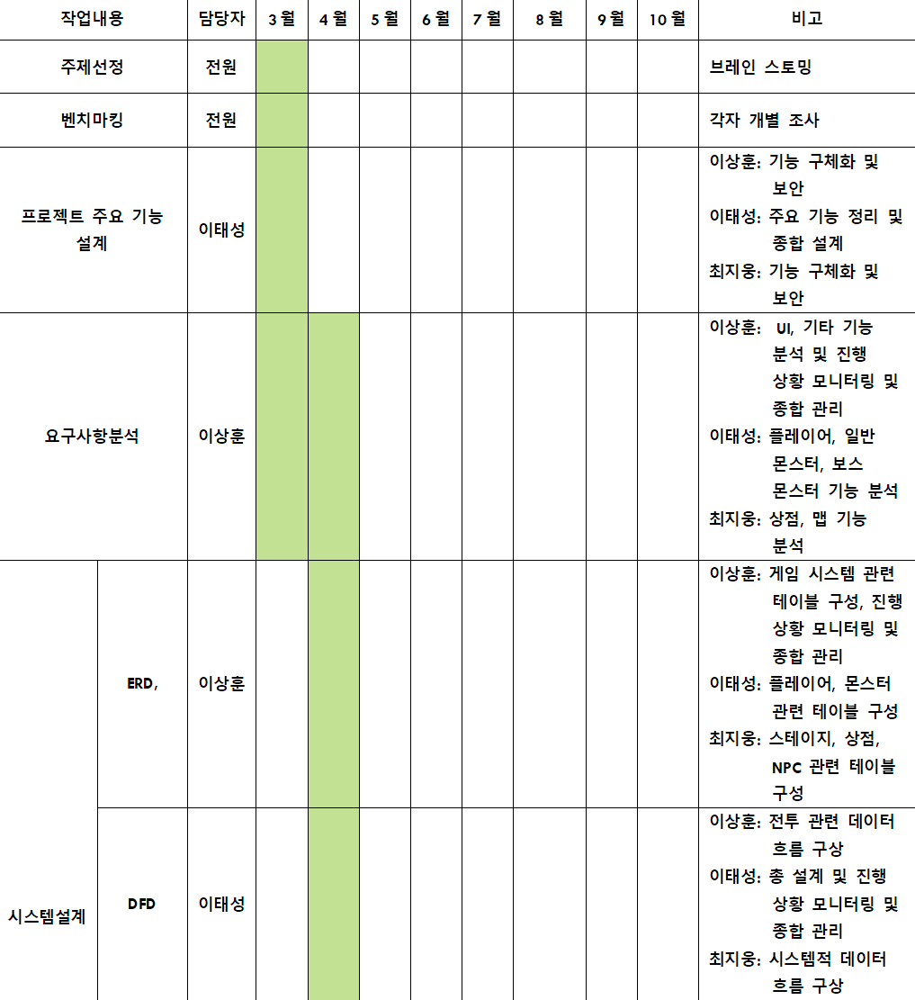 작업내용 담당자 3월 4월 5월 6월 7월 8월 9월 10월 비고
주제선정 전원 브레인 스토밍
벤치마킹 전원 각자 개별 조사
프로젝트 주요 기능
설계
이태성
이상훈: 기능 구체화 및
보안
이태성: 주요 기능 정리 및
종합 설계
최지웅: 기능 구체화 및
보안
요구사항분석
이상훈
이상훈: UI, 기타 기능
분석 및 진행
상황 모니터링 및
종합 관리
이태성: 플레이어, 일반
몬스터, 보스
몬스터 기능 분석
최지웅: 상점, 맵 기능
분석
시스템설계
ERD,
이상훈
이상훈: 게임 시스템 관련
테이블 구성, 진행
상황 모니터링 및
종합 관리
이태성: 플레이어, 몬스터
관련 테이블 구성
최지웅: 스테이지, 상점,
NPC 관련 테이블
구성
DFD
이태성
이상훈: 전투 관련 데이터
흐름 구상
이태성: 총 설계 및 진행
상황 모니터링 및
종합 관리
최지웅: 시스템적 데이터
흐름 구상